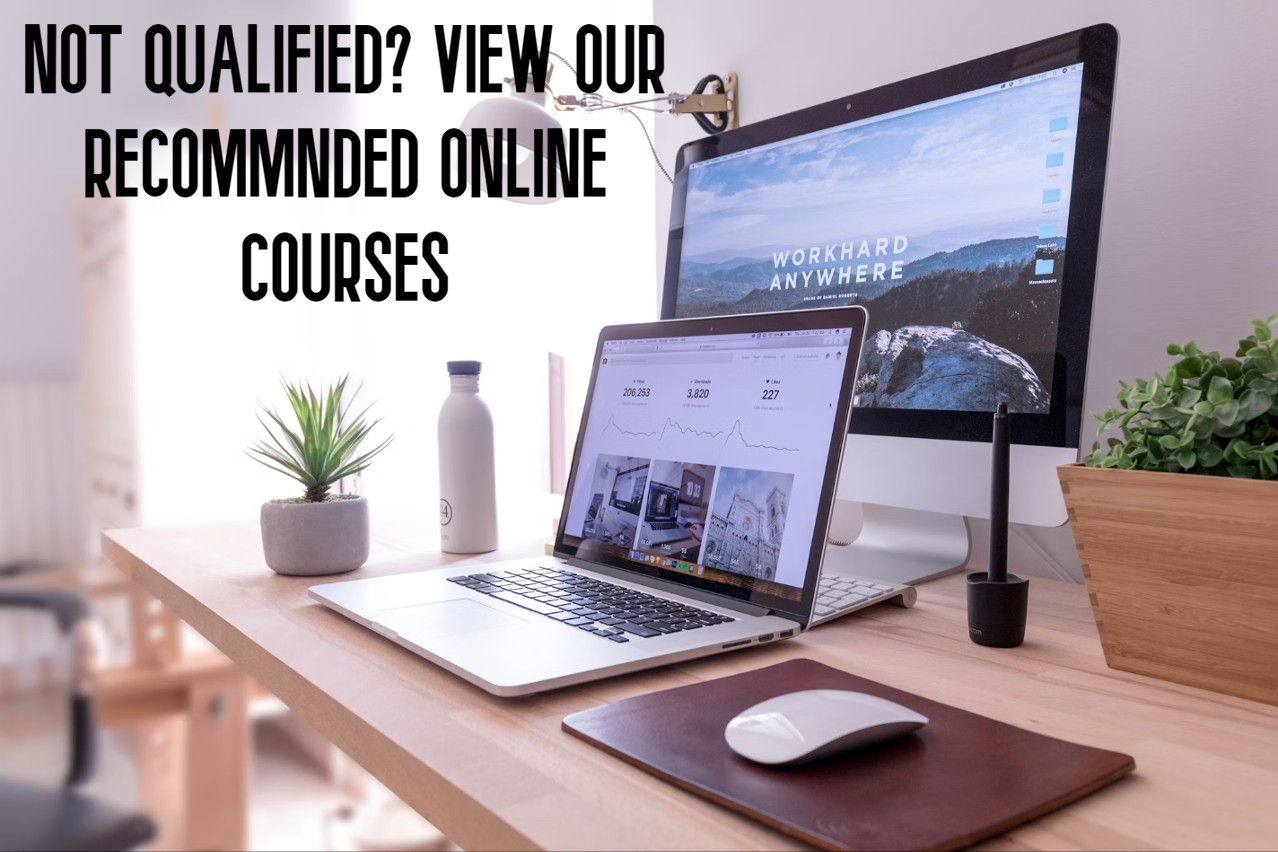 NOT QUALIFIED? VIEW OUR
RECOMMNDED ONLINE
COURSES
WORKHARD
ANYWHERE
206,253
3,820
227